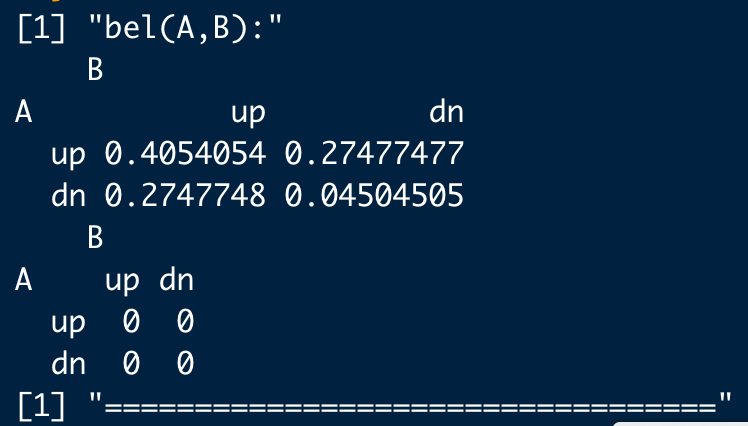 [1] "bel(A,B):"
    B
A           up         dn
  up 0.4054054 0.27477477
  dn 0.2747748 0.04504505
    B
A    up dn
  up  0  0
  dn  0  0
[1] "=================================="